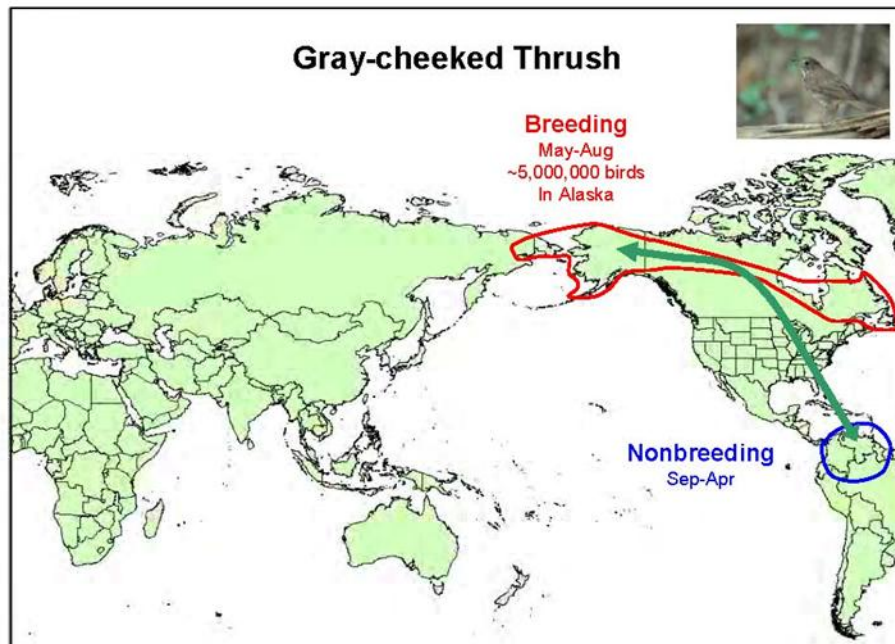 Gray-cheeked Thrush
Breeding
May-Aug
~5,000,000 birds
In Alaska
Nonbreeding
Sep-Apr